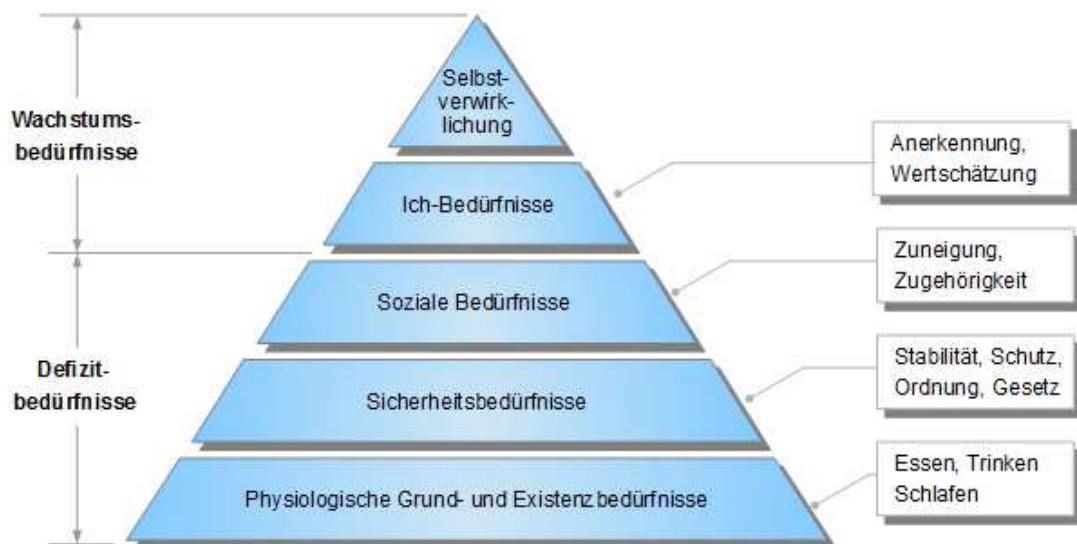 Selbst-
verwirk-
lichung
Wachstums-
bedürfnisse
Anerkennung,
Wertschätzung
Ich-Bedürfnisse
Zuneigung,
Zugehörigkeit
Soziale Bedürfnisse
Defizit-
bedürfnisse
Stabilität, Schutz,
Ordnung, Gesetz
Sicherheitsbedürfnisse
Essen, Trinken
Schlafen
Physiologische Grund- und Existenzbedürfnisse